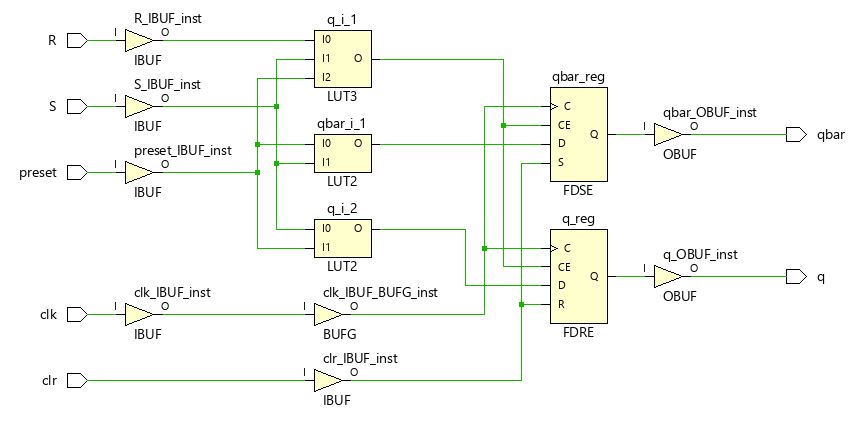 R
I
R_IBUF_inst
O
IBUF
S
I
S_IBUF_inst
O
IBUF
preset
I
preset_IBUF_inst
O
IBUF
clk
I
clk_IBUF_inst
O
IBUF
clr
q_i_1
I0
I1
O
I2
LUT3
qbar_i_1
I0
O
I1
LUT2
q_i_2
I0
O
I1
LUT2
I
clk_IBUF_BUFG_inst
O
BUFG
I
clr_IBUF_inst
O
IBUF
qbar_reg
C
CE
Q
D
S
FDSE
q_reg
C
CE
Q
D
R
FDRE
I
qbar_OBUF_inst
O
OBUF
qbar
I
q_OBUF_inst
O
OBUF
q